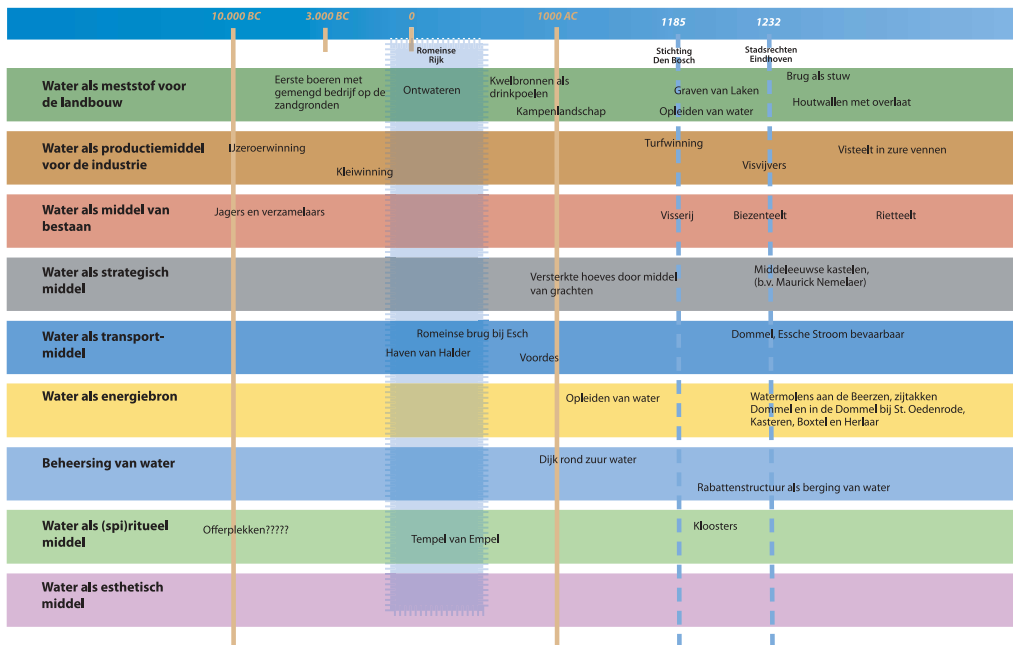 10.000 BC
3.000 BC
0
1000 AC
1185
1232
Romeinse
Rijk
Stichting
Den Bosch
Stadsrechten
Eindhoven
Water als meststof voor
de landbouw
Eerste boeren met
gemengd bedrijf op de
zandgronden
Ontwateren
Kwelbronnen als
drinkpoelen
Kampenlandschap
Graven van Laken
Opleiden van water
Brug als stuw
Houtwallen met overlaat
Water als productiemiddel
voor de industrie
IJzeroerwinning
Kleiwinning
Turfwinning
Visvijvers
Visteelt in zure vennen
Water als middel van
bestaan
Jagers en verzamelaars
Visserij
Biezenteelt
Rietteelt
Water als strategisch
middel
Versterkte hoeves door middel
van grachten
Middeleeuwse kastelen,
(b.v. Maurick Nemelaer)
Water als transport-
middel
Romeinse brug bij Esch
Haven van Halder
Voordes
Dommel, Essche Stroom bevaarbaar
Water als energiebron
Opleiden van water
Watermolens aan de Beerzen, zijtakken
Dommel en in de Dommel bij St. Oedenrode,
Kasteren, Boxtel en Herlaar
Beheersing van water
Dijk rond zuur water
Rabattenstructuur als berging van water
Water als (spi)ritueel
middel
Offerplekken?????
Tempel van Empel
Kloosters
Water als esthetisch
middel